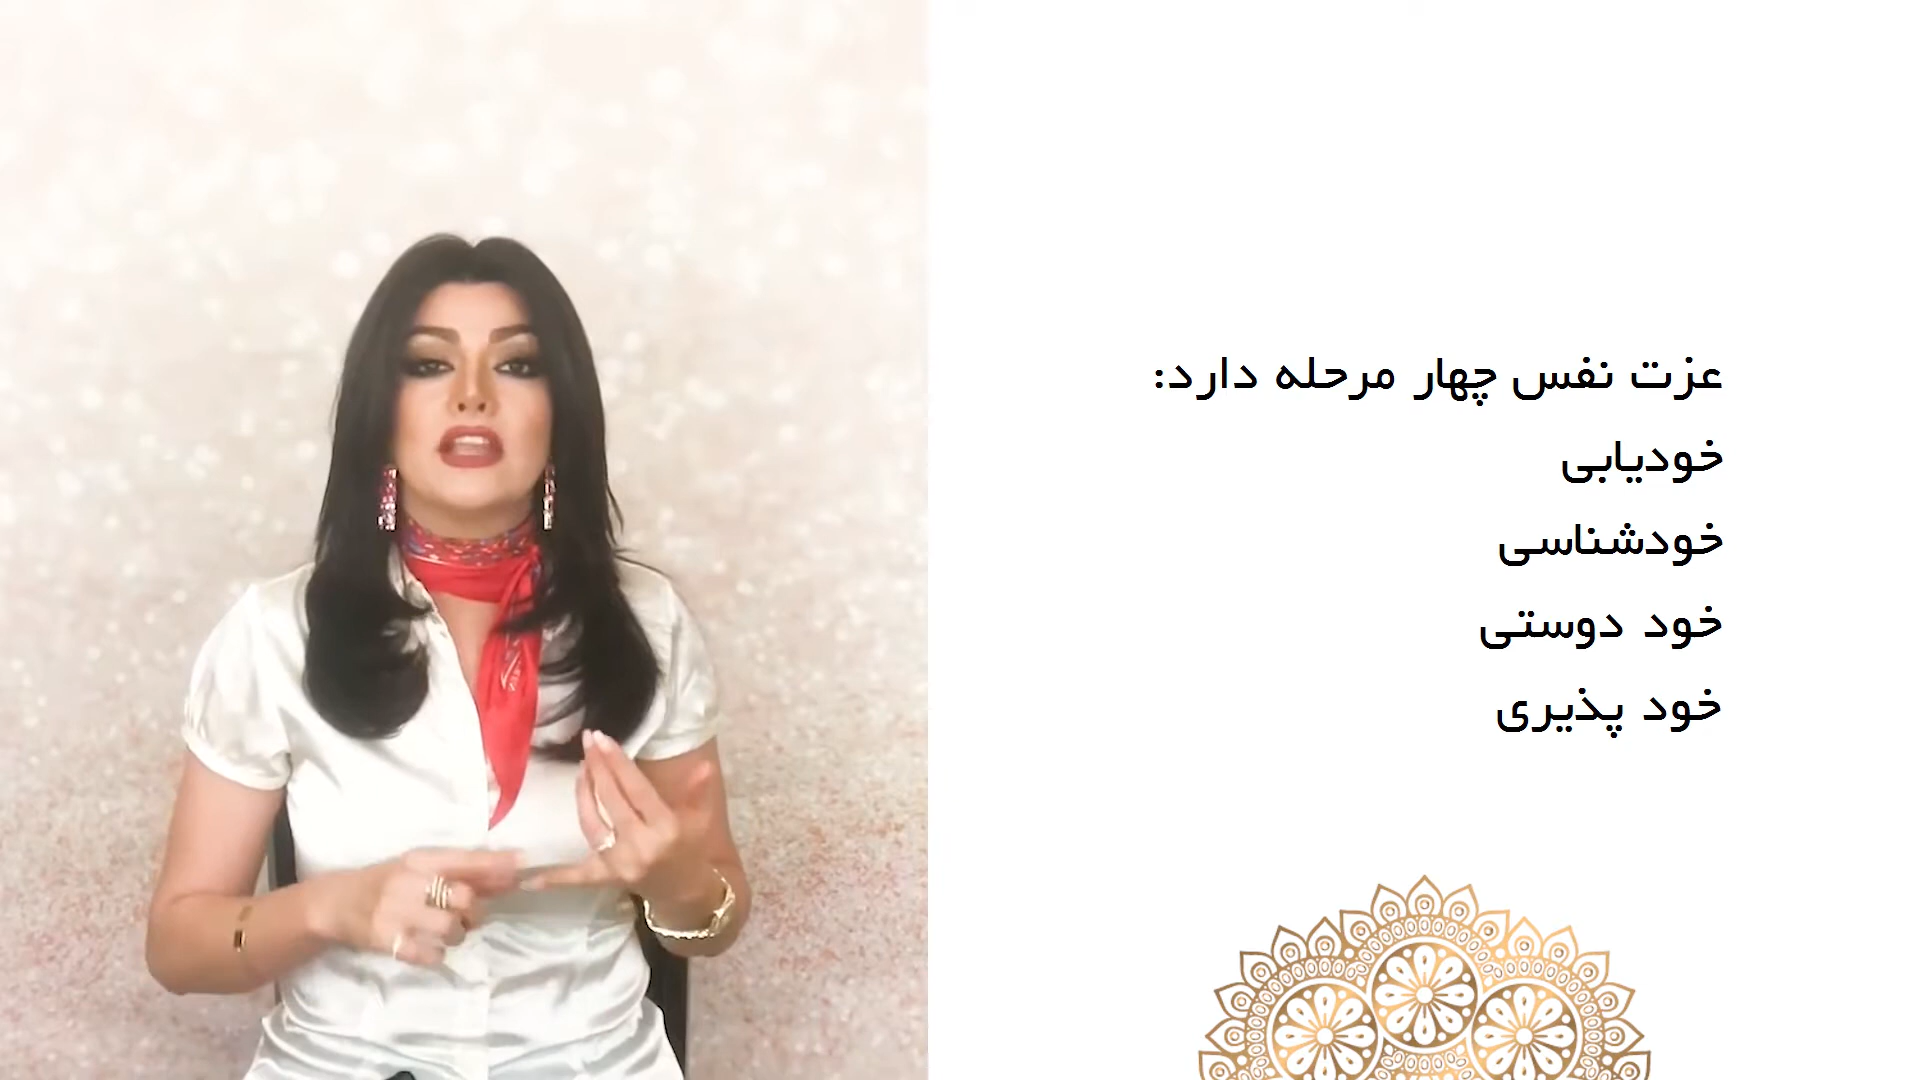 عزت نفس چهار مرحله دارد:
خودیابی
خودشناسی
خود دوستی
خود پذیری